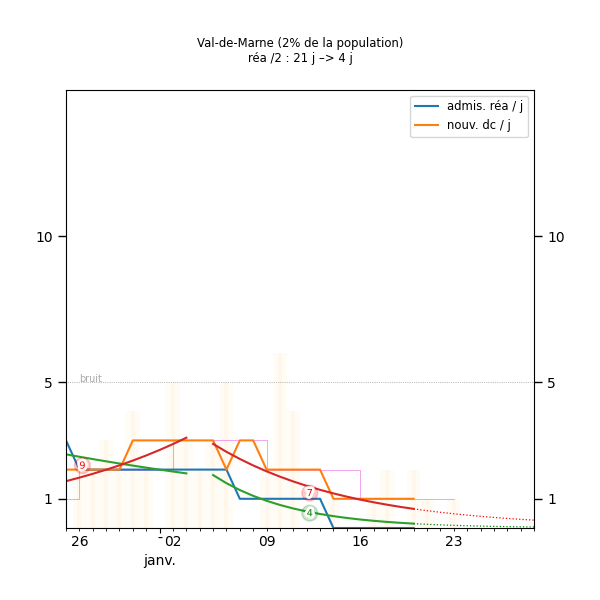 Val-de-Marne (2% de la population)
réa /2 : 21 j –> 4 j
admis. réa / j
nouv. dc / j
10
10
5
5
bruit
1
1
9
7
4
26
02
09
16
23
janv.